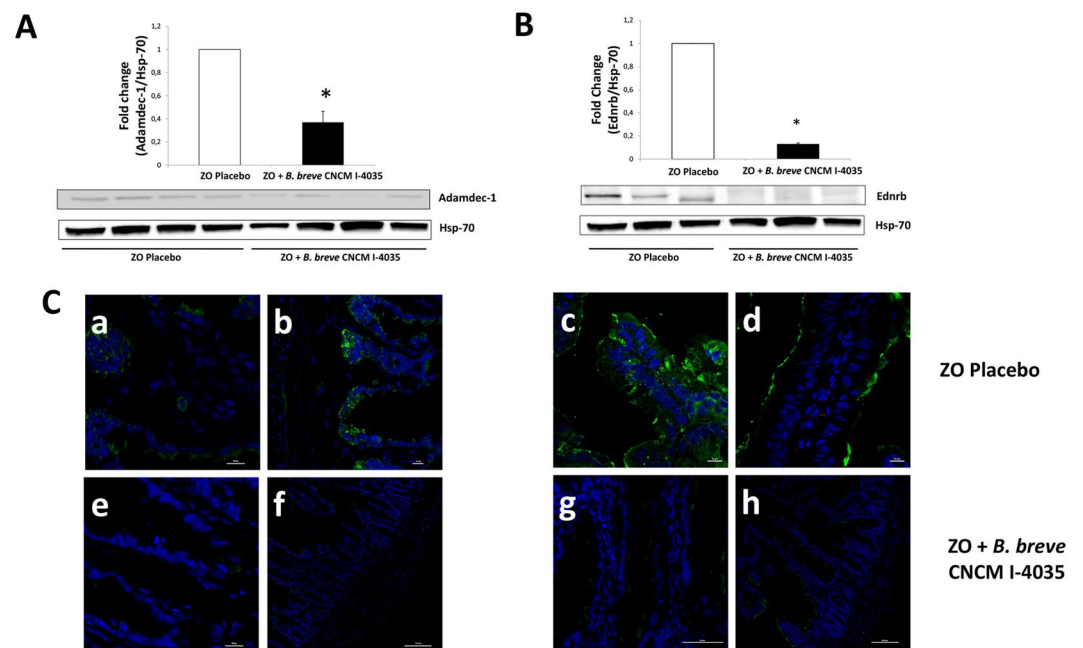 A
Fold change
(Adamdec-1/Hsp-70)
1,2
1
0,8
0,6
0,4
0,2
0
*
ZO Placebo
ZO + B. breve CNCM I-4035
Adamdec-1
Hsp-70
ZO Placebo
ZO + B. breve CNCM I-4035
B
Fold Change
(Ednrb/Hsp-70)
1,2
1
0,8
0,6
0,4
0,2
0
*
ZO Placebo
ZO + B. breve CNCM I-4035
Ednrb
Hsp-70
ZO Placebo
ZO + B. breve CNCM I-4035
C
a
b
c
d
ZO Placebo
e
f
g
h
ZO + B. breve
CNCM I-4035